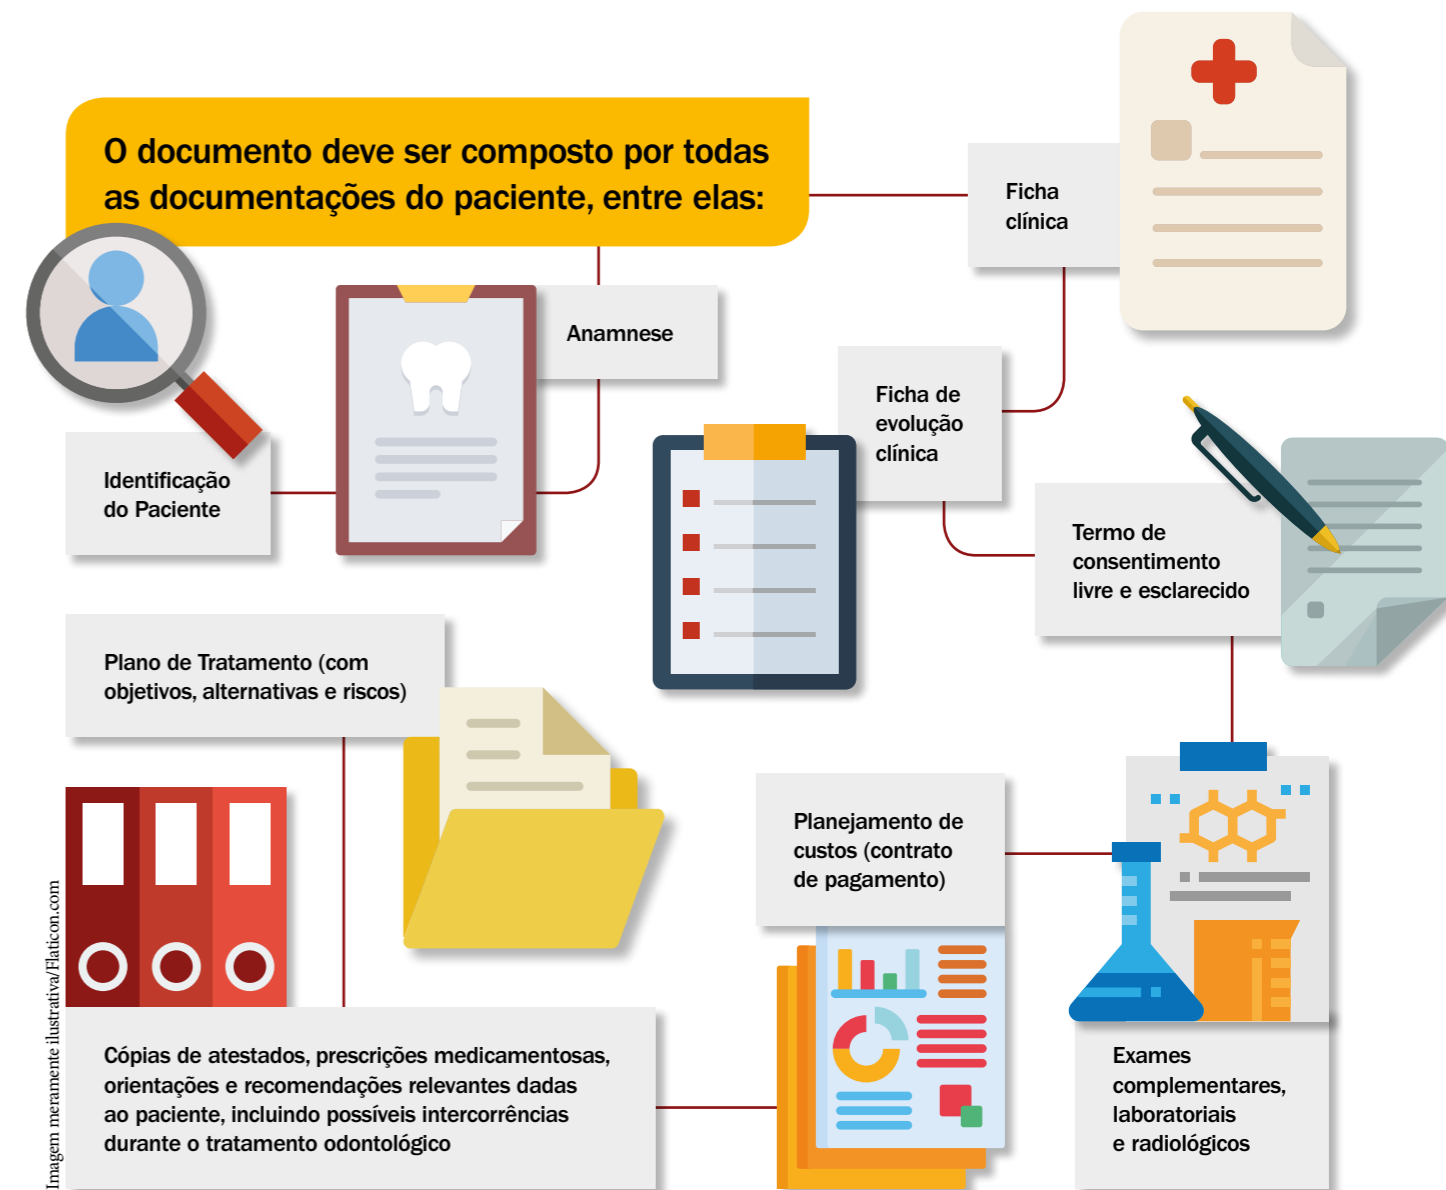 O documento deve ser composto por todas
as documentações do paciente, entre elas:
Ficha
clínica
Anamnese
Ficha de
evolução
clínica
Identificação
do Paciente
Termo de
consentimento
livre e esclarecido
Plano de Tratamento (com
objetivos, alternativas e riscos)
Planejamento de
custos (contrato
de pagamento)
Cópias de atestados, prescrições medicamentosas,
orientações e recomendações relevantes dadas
ao paciente, incluindo possíveis intercorrências
durante o tratamento odontológico
Exames
complementares,
laboratoriais
e radiológicos
Imagem meramente ilustrativa/Flaticon.com